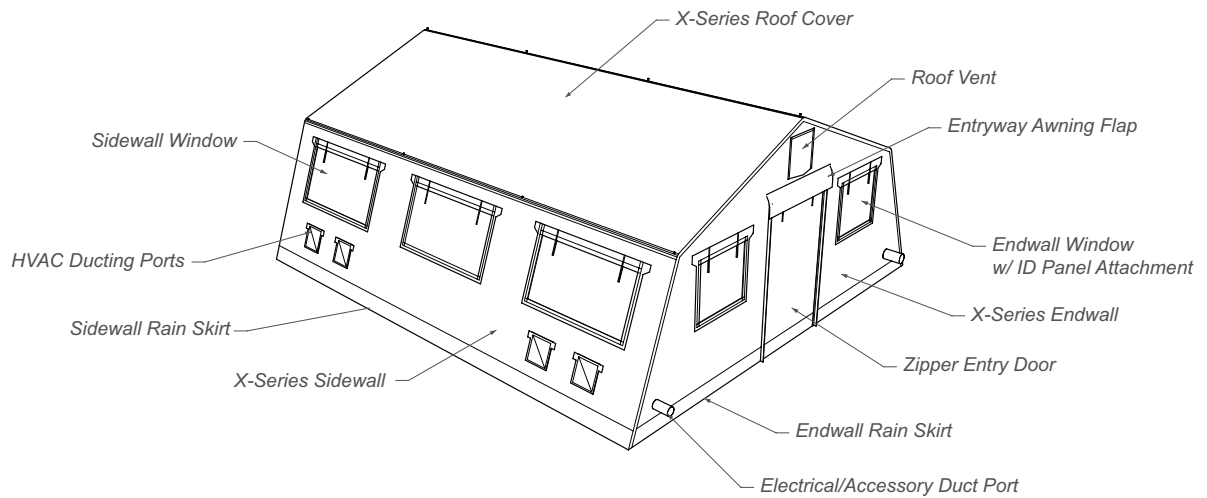 X-Series Roof Cover
Roof Vent
Entryway Awning Flap
Sidewall Window
HVAC Ducting Ports
Endwall Window
w/ ID Panel Attachment
Sidewall Rain Skirt
X-Series Endwall
X-Series Sidewall
Zipper Entry Door
Endwall Rain Skirt
Electrical/Accessory Duct Port